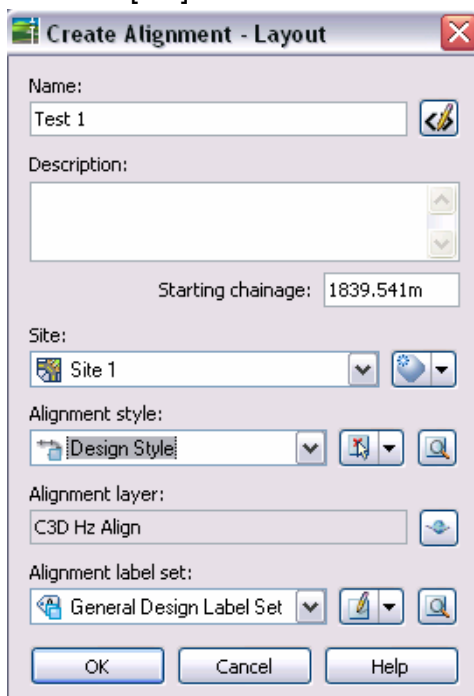 Create Alignment - Layout
Name:
Test 1
Description:
Starting chainage: 1839.541m
Site:
Site 1
Alignment style:
Design Style
Alignment layer:
C3D Hz Align
Alignment label set:
General Design Label Set
OK Cancel Help